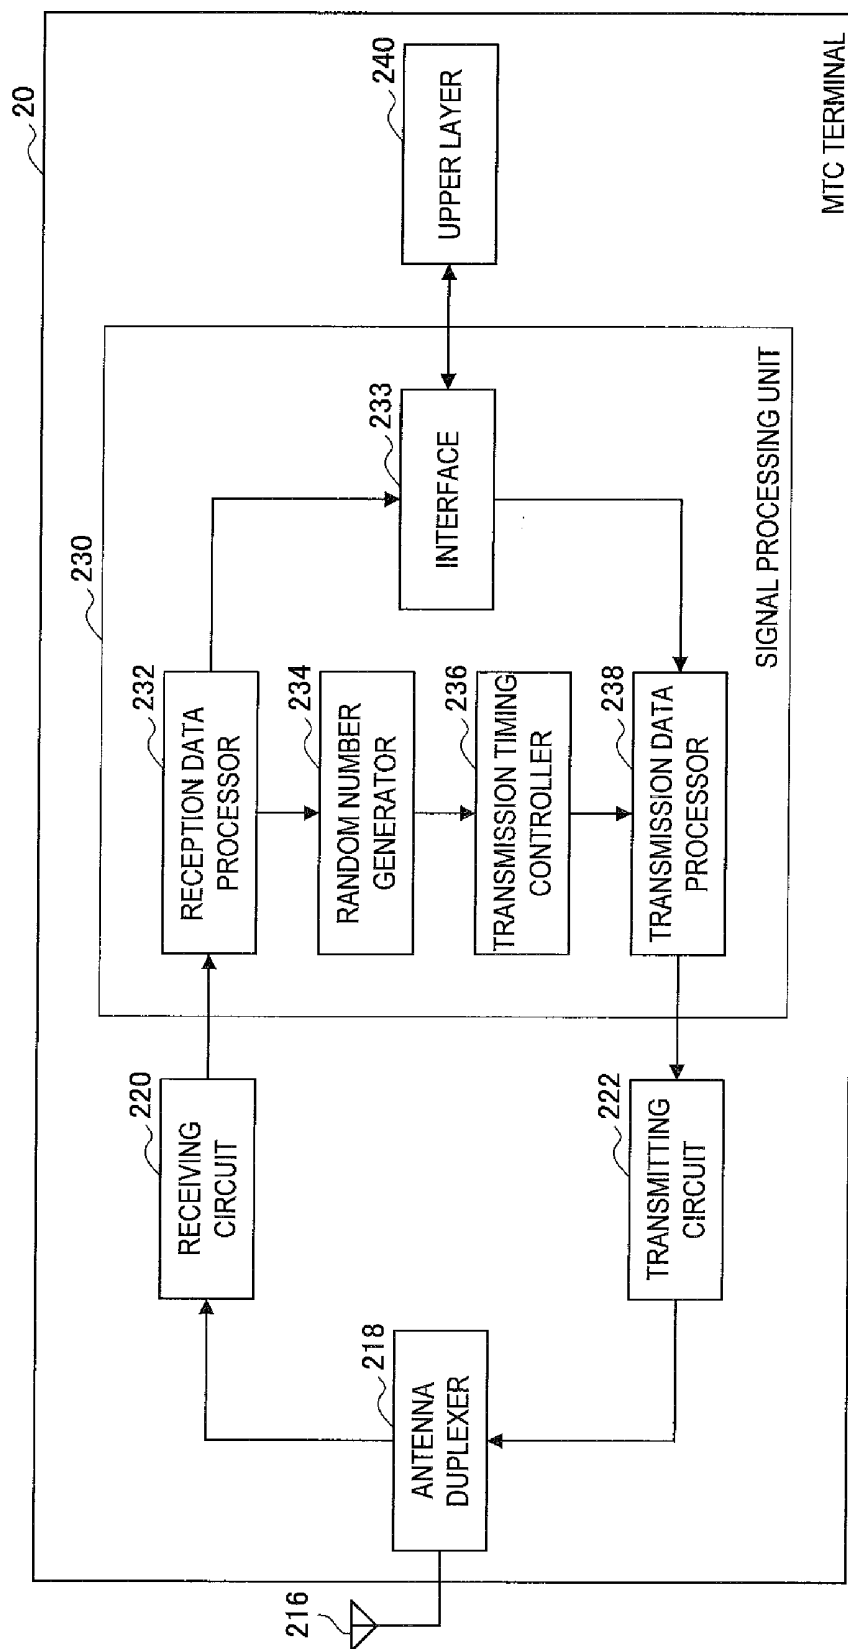 20
216
218
ANTENNA
DUPLEXER
220
RECEIVING
CIRCUIT
222
TRANSMITTING
CIRCUIT
230
232
RECEPTION DATA
PROCESSOR
234
RANDOM NUMBER
GENERATOR
236
TRANSMISSION TIMING
CONTROLLER
238
TRANSMISSION DATA
PROCESSOR
233
INTERFACE
SIGNAL PROCESSING UNIT
240
UPPER LAYER
MTC TERMINAL